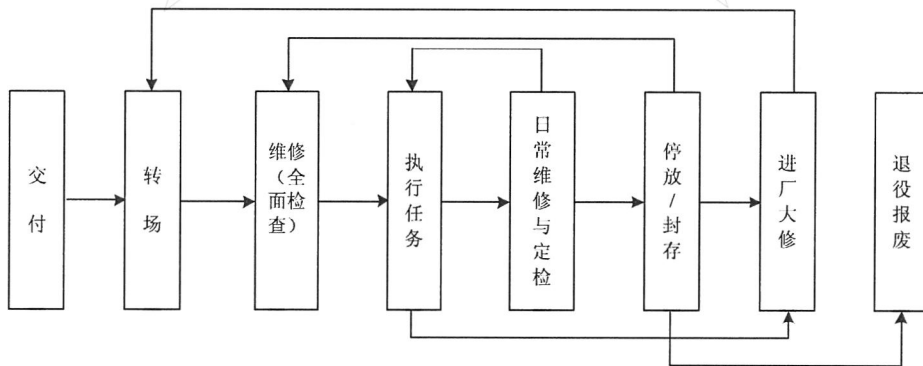 交付
转场
维修
（全
面检
查）
执行任务
日常维修与定检
停放/封存
进厂大修
退役报废